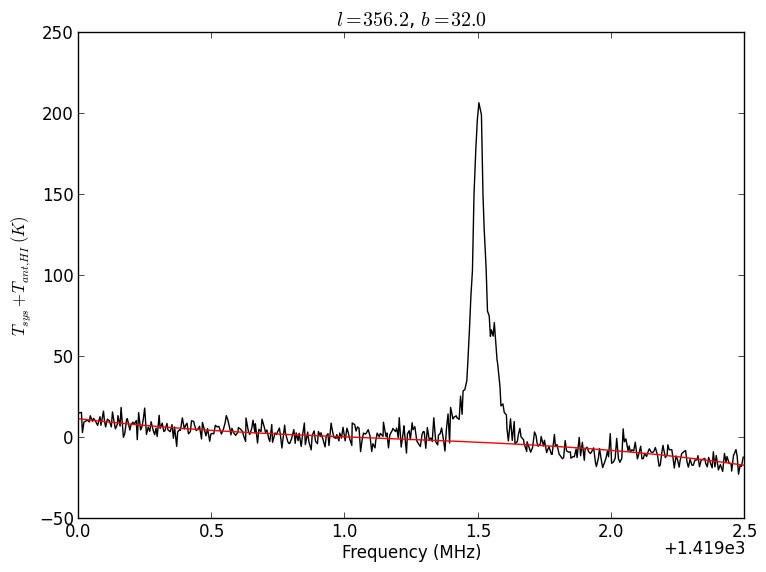 l = 356.2, b = 32.0
250
200
150
100
50
0
−50
T_sys + T_ant,HI (K)
0.0 0.5 1.0 1.5 2.0 2.5
Frequency (MHz)
+1.419e3